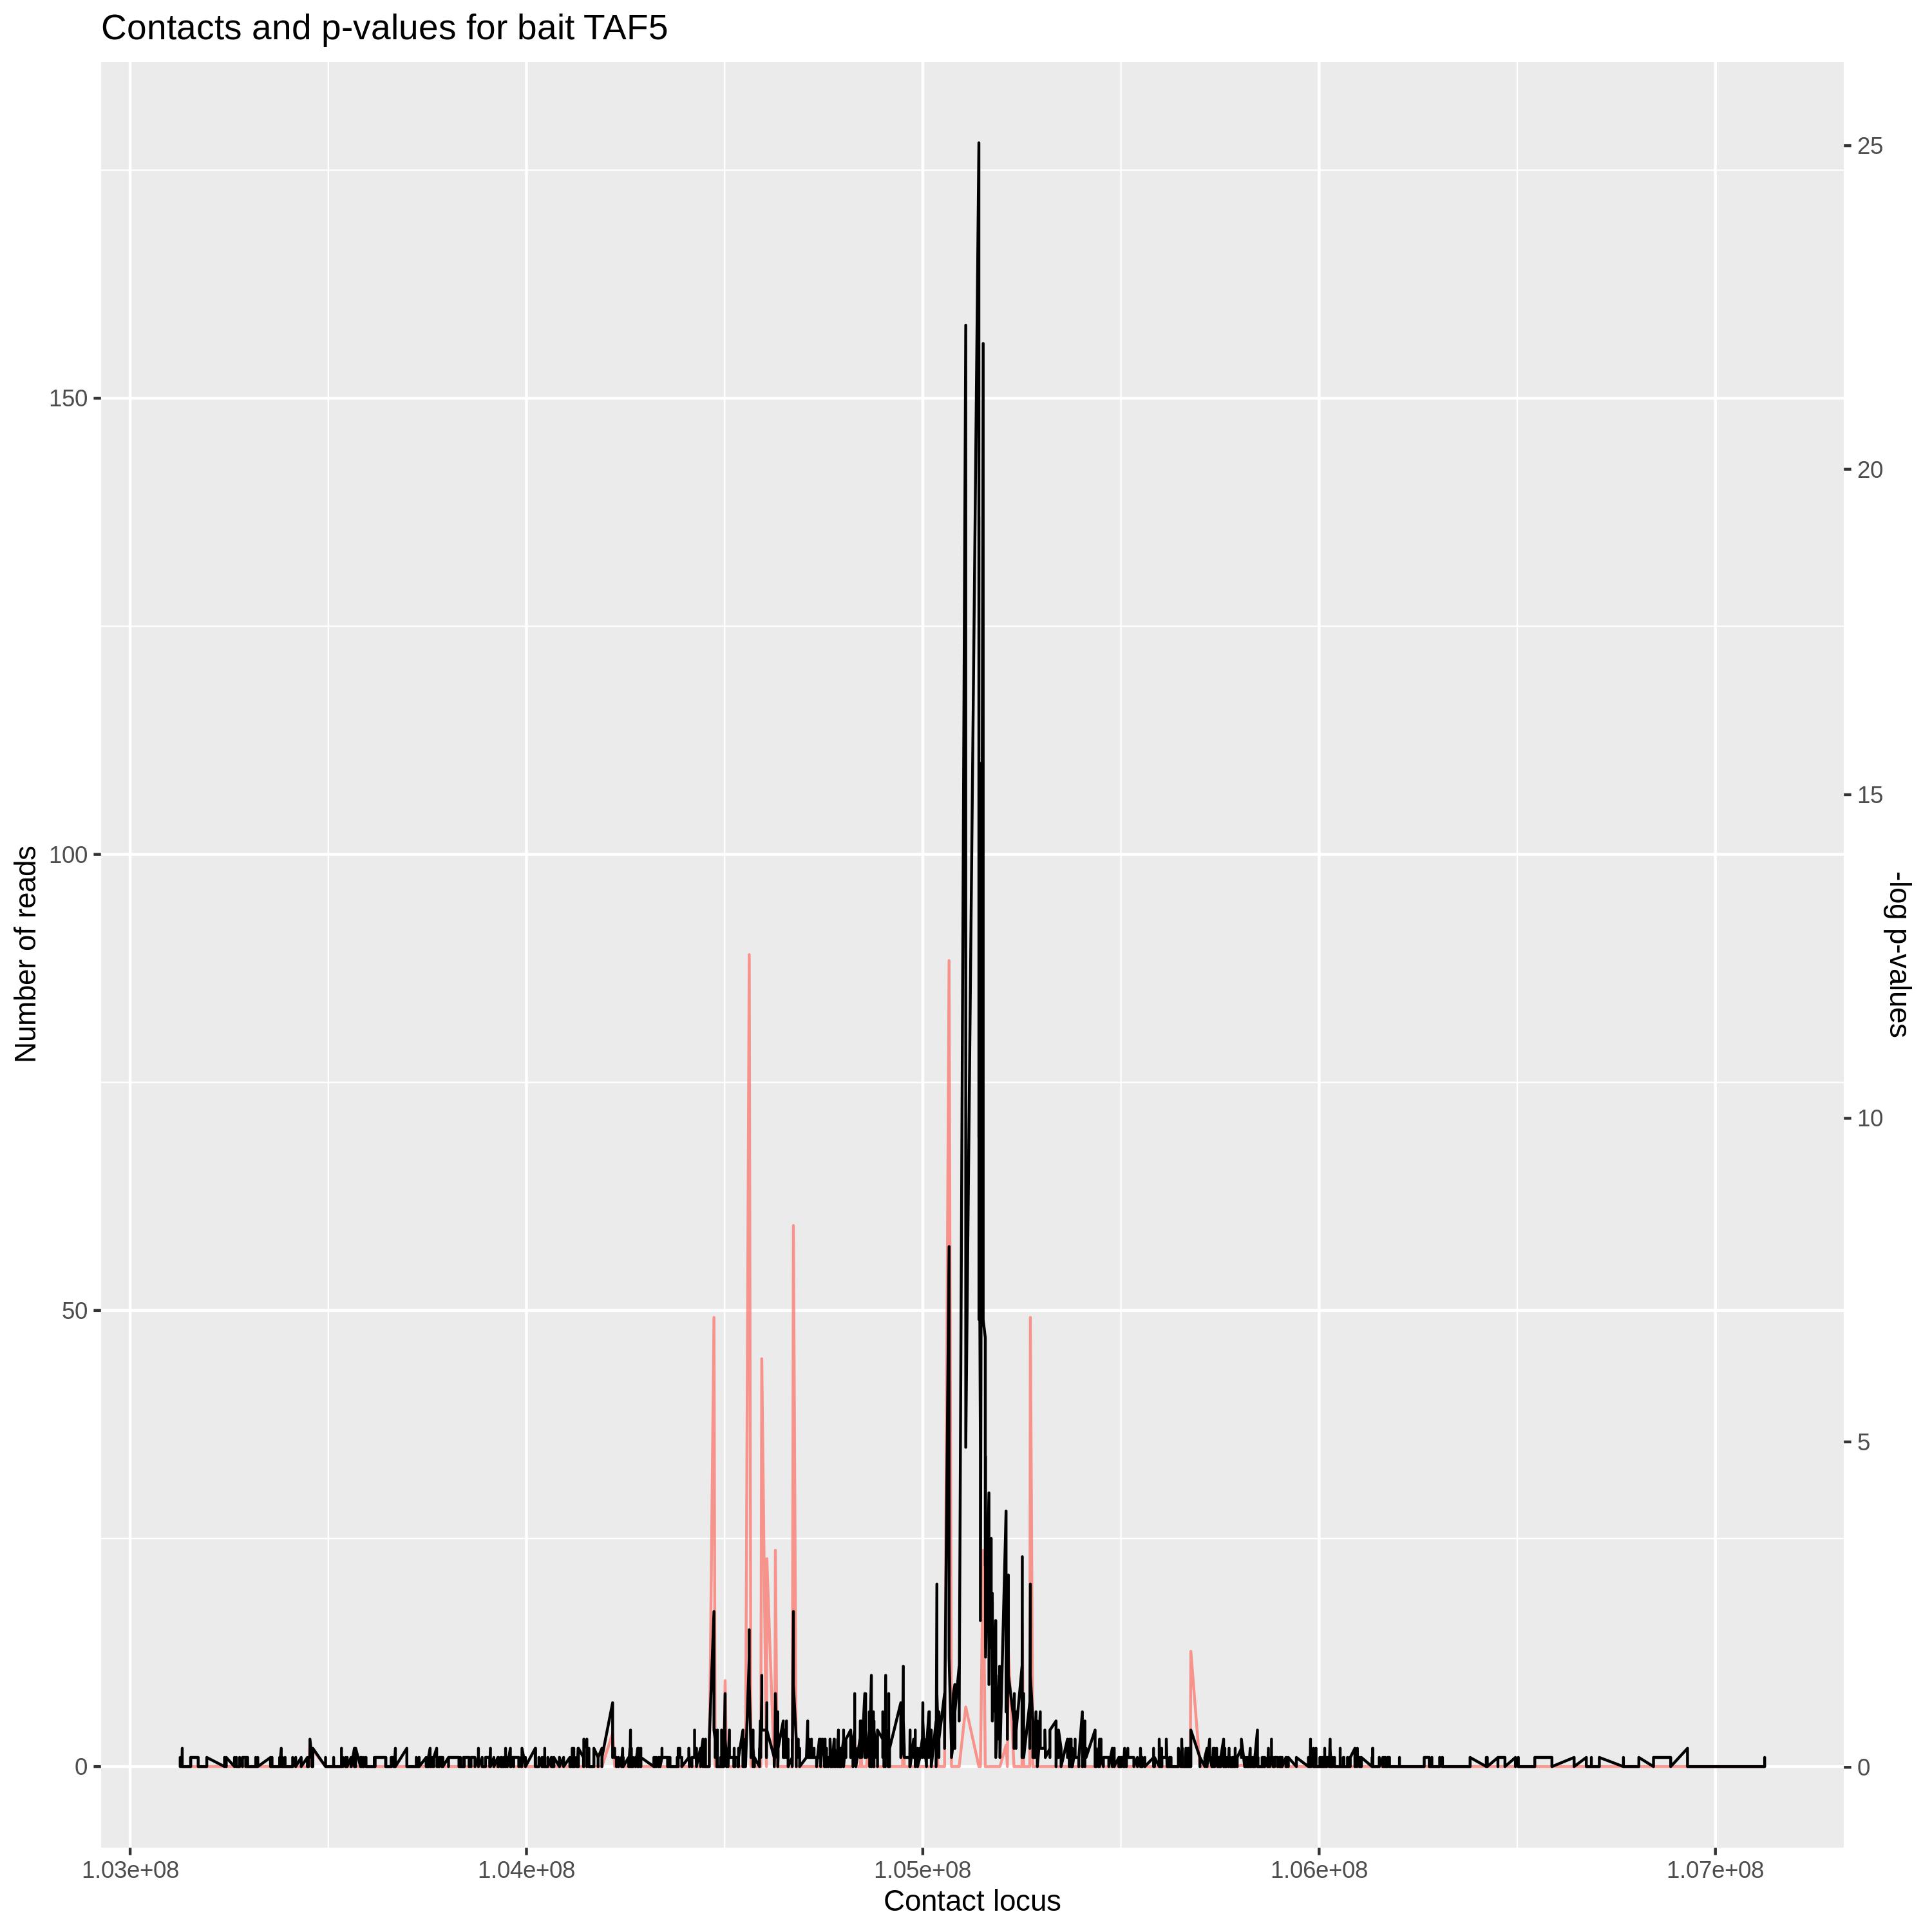 Contacts and p-values for bait TAF5
Number of reads
150
100
50
0
25
20
15
10
5
0
-log p-values
1.03e+08
1.04e+08
1.05e+08
1.06e+08
1.07e+08
Contact locus